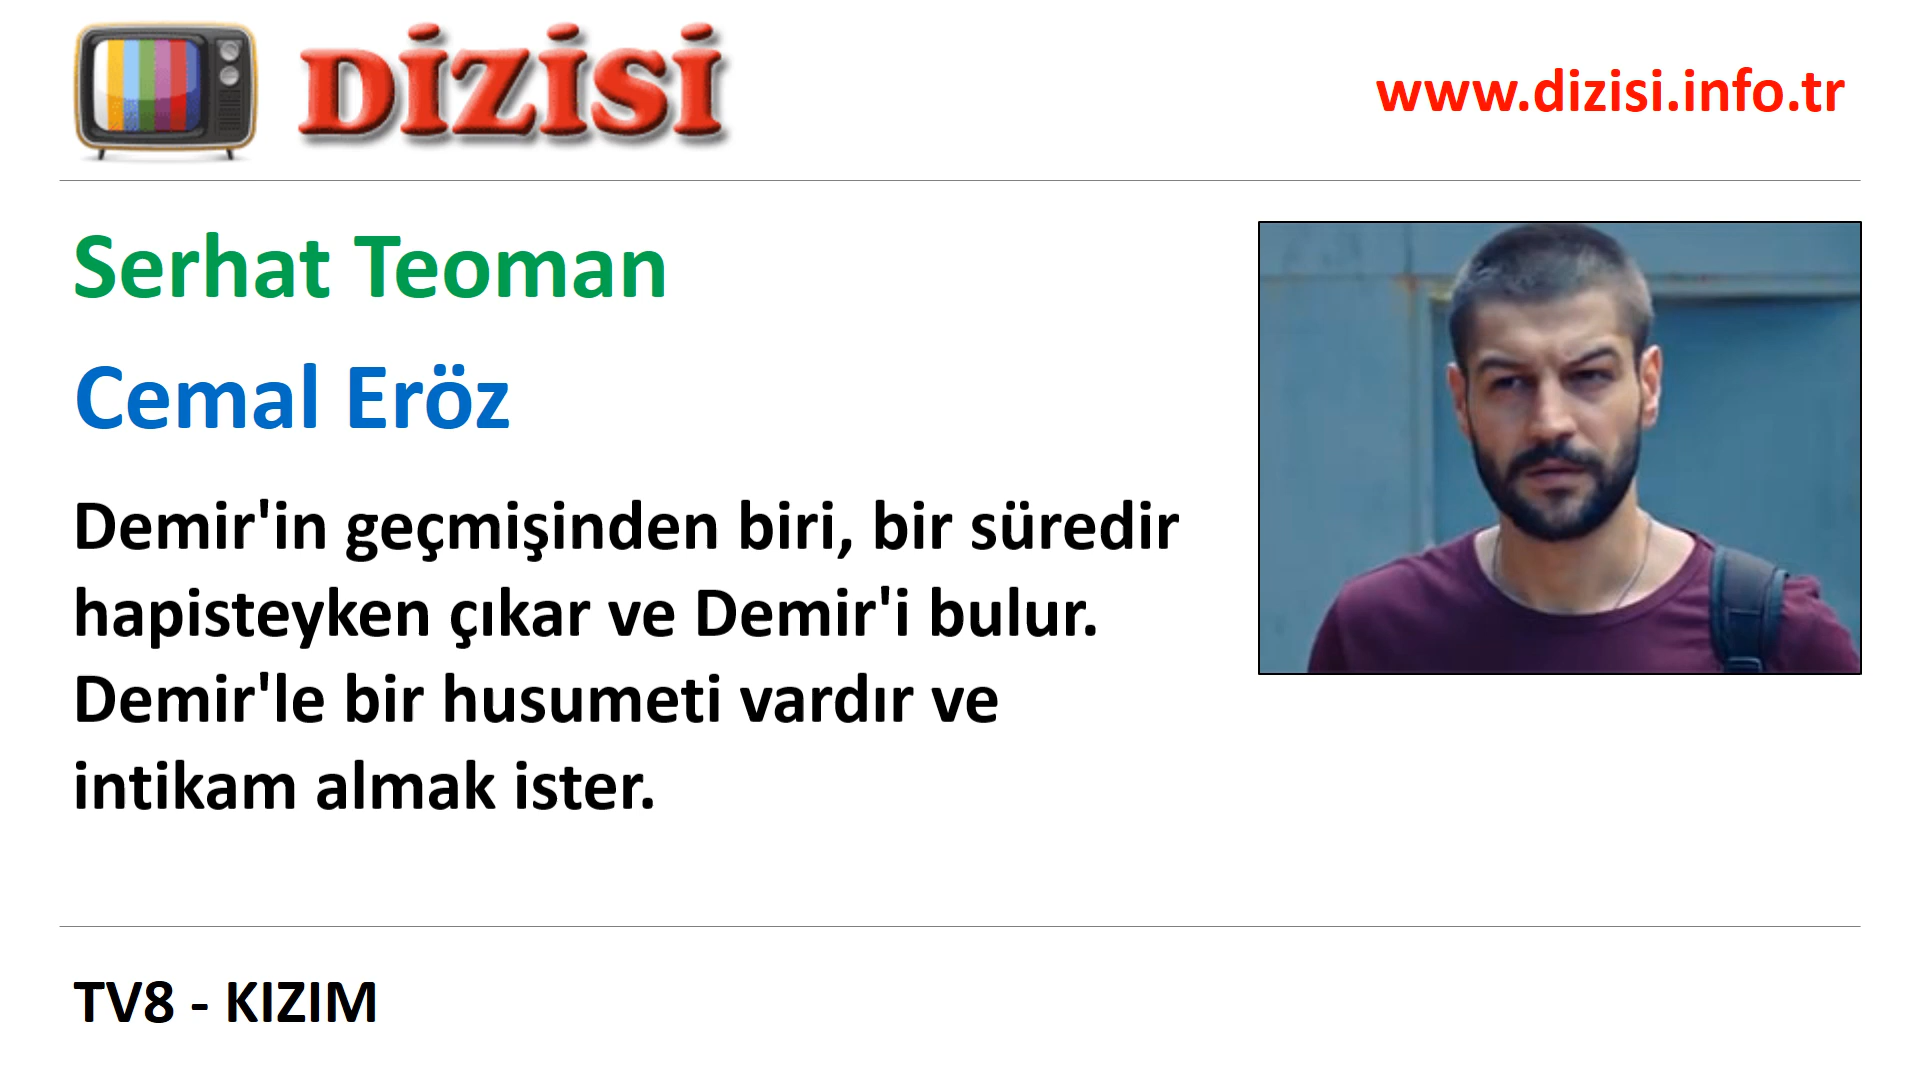 DİZİSİ
www.dizisi.info.tr
Serhat Teoman
Cemal Eröz
Demir'in geçmişinden biri, bir süredir
hapisteyken çıkar ve Demir'i bulur.
Demir'le bir husumeti vardır ve
intikam almak ister.
TV8 - KIZIM